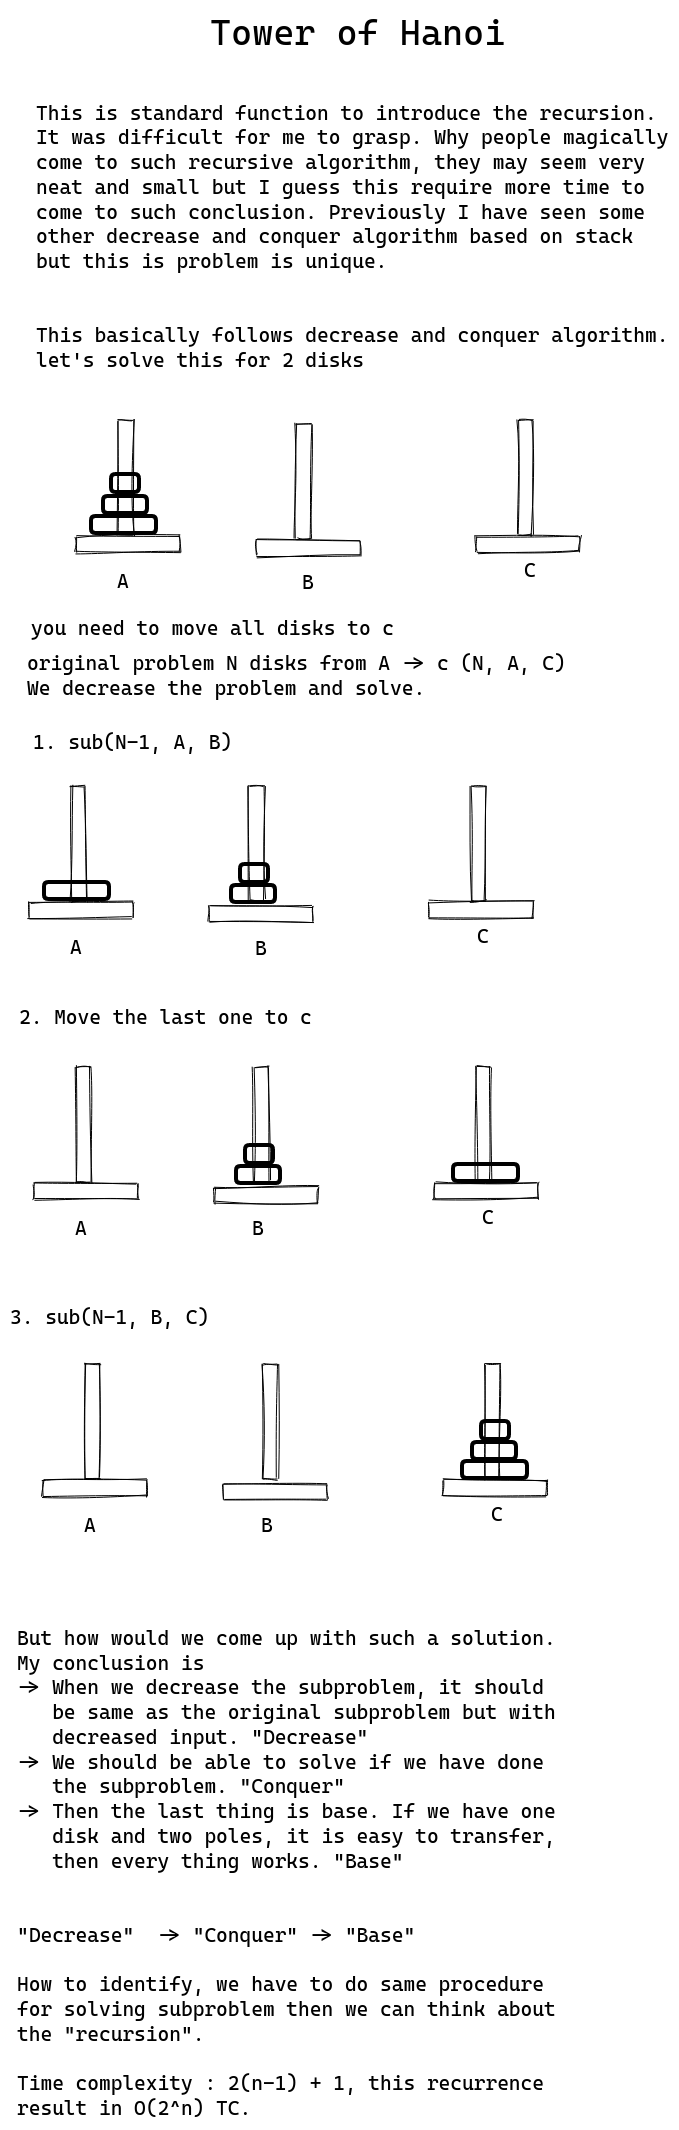 Tower of Hanoi
This is standard function to introduce the recursion.
It was difficult for me to grasp. Why people magically
come to such recursive algorithm, they may seem very
neat and small but I guess this require more time to
come to such conclusion. Previously I have seen some
other decrease and conquer algorithm based on stack
but this is problem is unique.
This basically follows decrease and conquer algorithm.
let's solve this for 2 disks
A
B
C
you need to move all disks to c
original problem N disks from A → c (N, A, C)
We decrease the problem and solve.
1. sub(N-1, A, B)
A
B
C
2. Move the last one to c
A
B
C
3. sub(N-1, B, C)
A
B
C
But how would we come up with such a solution.
My conclusion is
→ When we decrease the subproblem, it should
be same as the original subproblem but with
decreased input. "Decrease"
→ We should be able to solve if we have done
the subproblem. "Conquer"
→ Then the last thing is base. If we have one
disk and two poles, it is easy to transfer,
then every thing works. "Base"
"Decrease" → "Conquer" → "Base"
How to identify, we have to do same procedure
for solving subproblem then we can think about
the "recursion".
Time complexity : 2(n-1) + 1, this recurrence
result in O(2^n) TC.